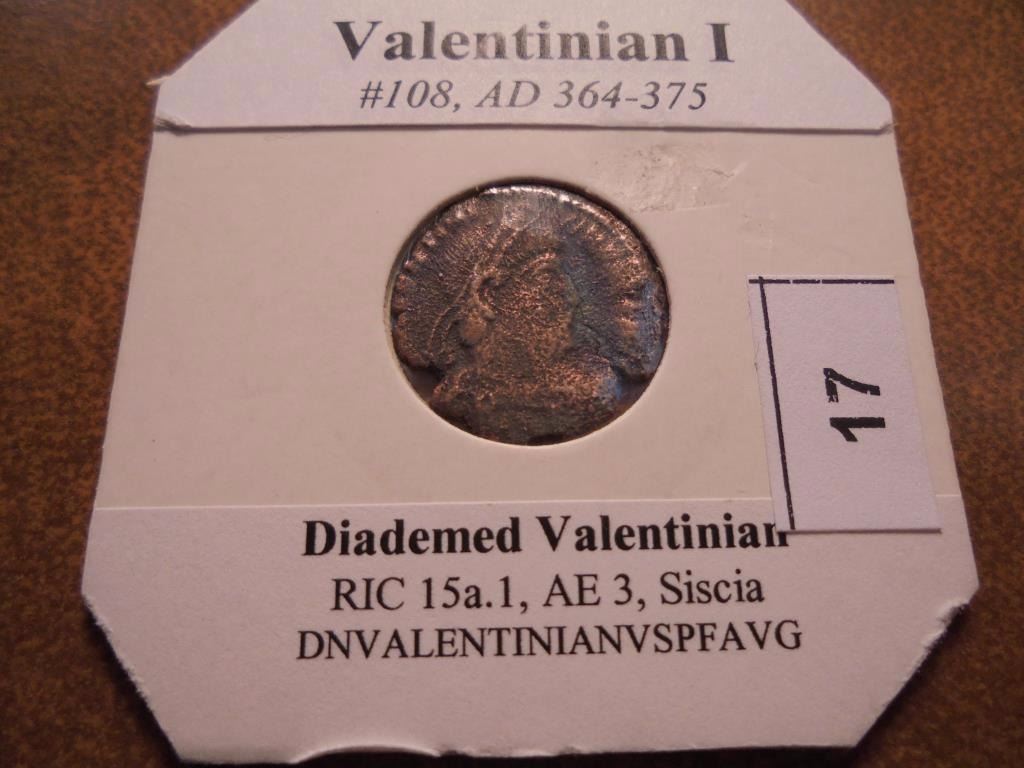 Valentinian I
#108, AD 364-375
17
Diademed Valentinian
RIC 15a.1, AE 3, Siscia
DNVALENTINIANVSPFAVG